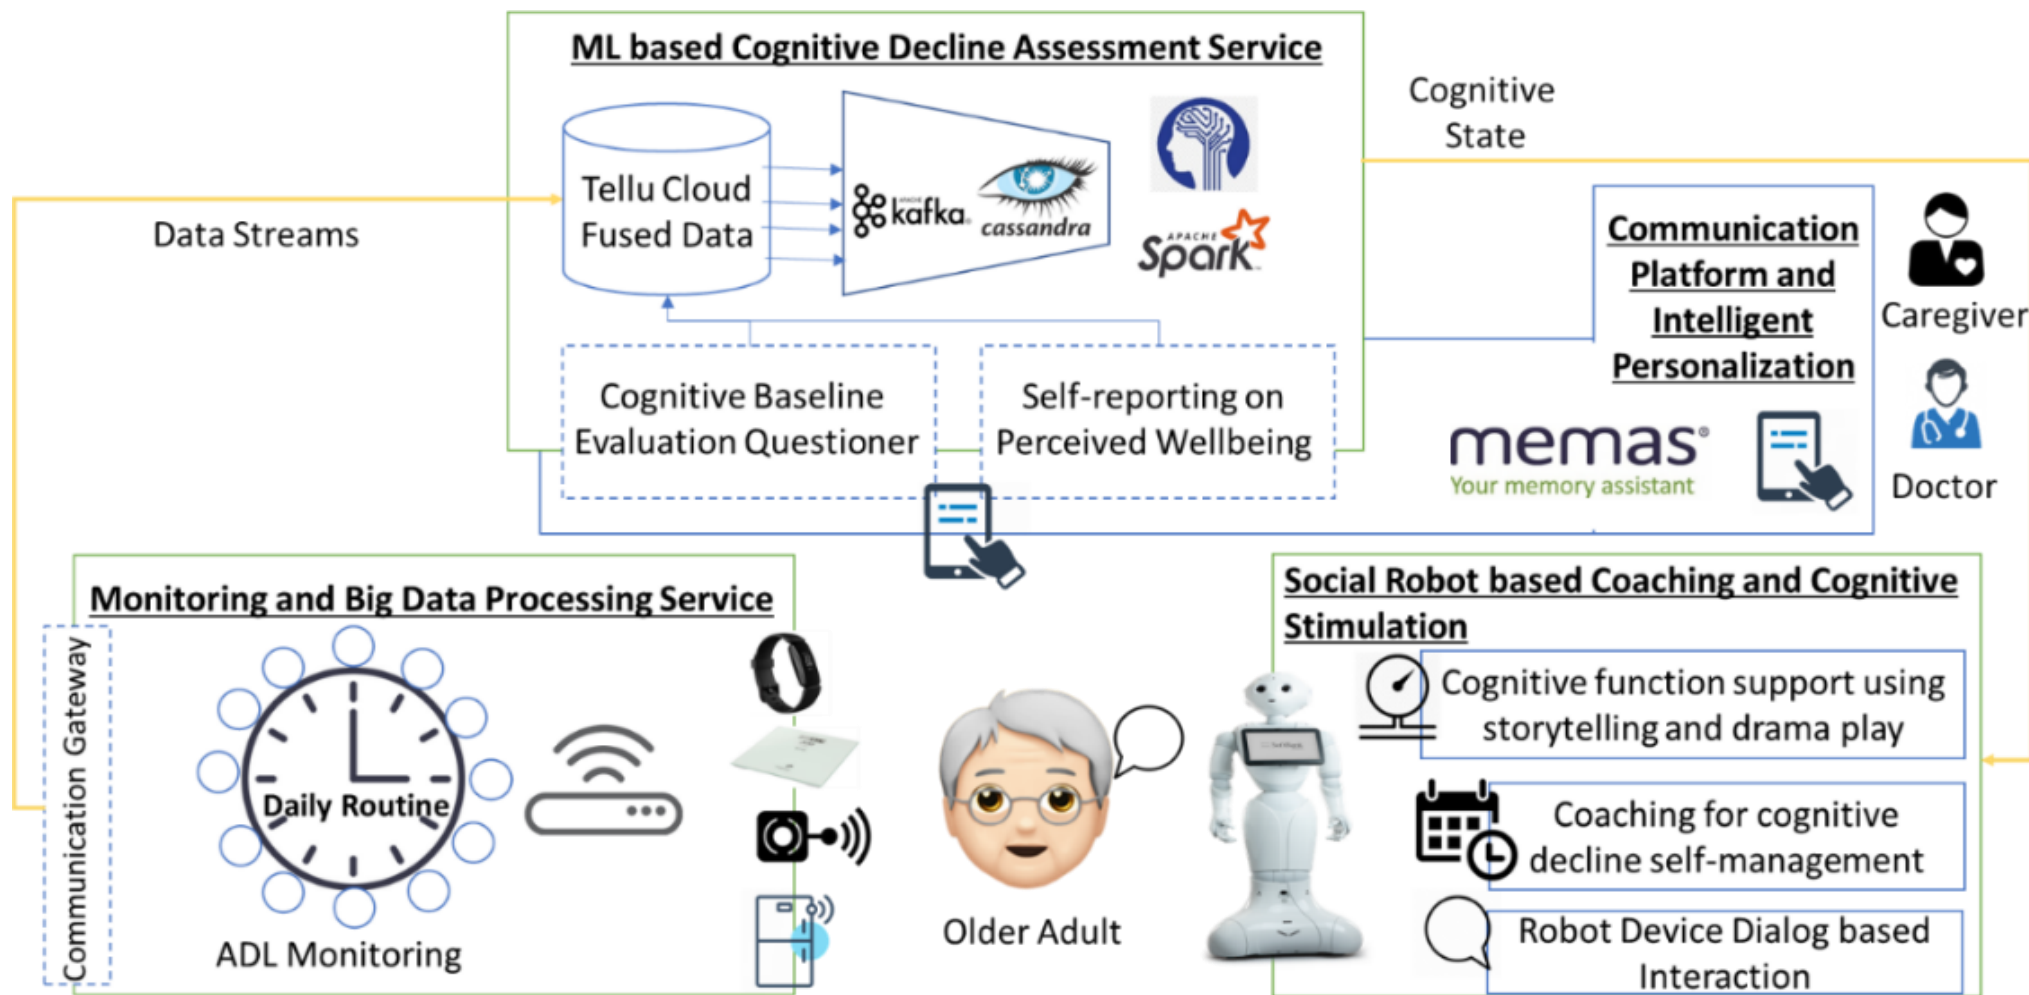 ML based Cognitive Decline Assessment Service
Cognitive
State
Data Streams
Tellu Cloud
Fused Data
APACHE
kafka
cassandra
APACHE
Spark
Cognitive Baseline
Evaluation Questioner
Self-reporting on
Perceived Wellbeing
Communication
Platform and
Intelligent
Personalization
memas®
Your memory assistant
Caregiver
Doctor
Monitoring and Big Data Processing Service
Communication Gateway
Daily Routine
ADL Monitoring
Older Adult
Social Robot based Coaching and Cognitive
Stimulation
Cognitive function support using
storytelling and drama play
Coaching for cognitive
decline self-management
Robot Device Dialog based
Interaction